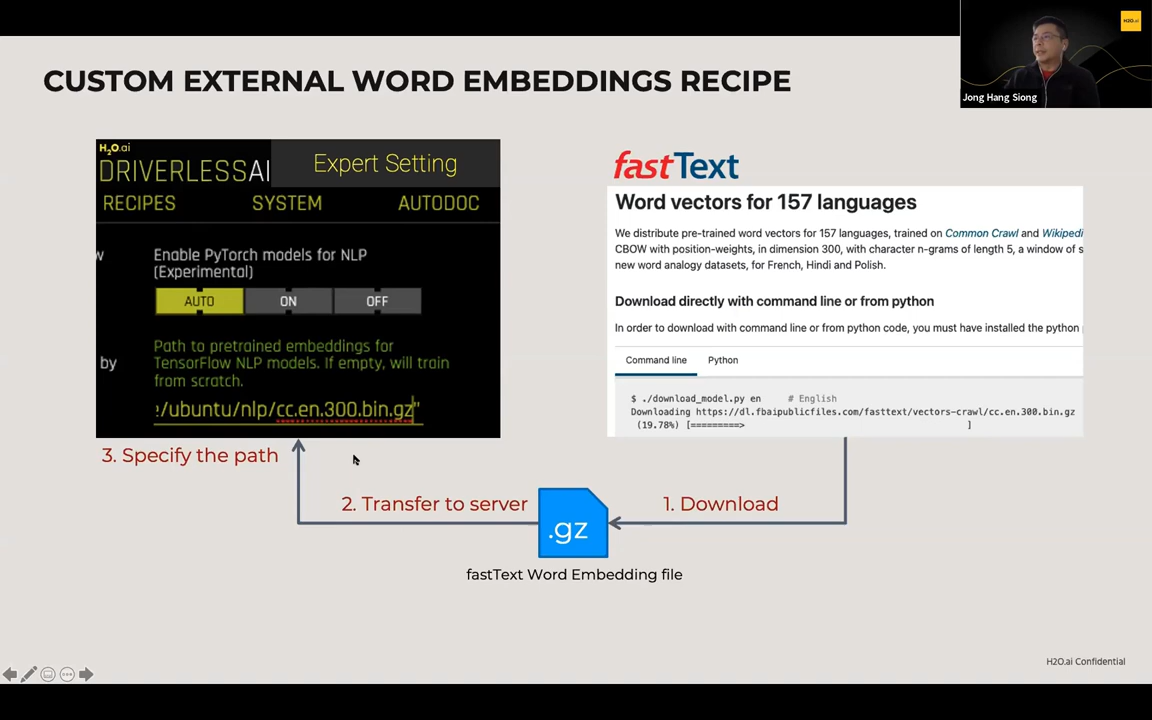 H2O.ai
Jong Hang Siong
CUSTOM EXTERNAL WORD EMBEDDINGS RECIPE
H2O.ai
DRIVERLESSAI
Expert Setting
RECIPES SYSTEM AUTODOC
w
Enable PyTorch models for NLP
(Experimental)
AUTO ON OFF
by
Path to pretrained embeddings for
TensorFlow NLP models. If empty, will train
from scratch.
:/ubuntu/nlp/cc.en.300.bin.gz"
3. Specify the path
fastText
Word vectors for 157 languages
We distribute pre-trained word vectors for 157 languages, trained on Common Crawl and Wikipedi
CBOW with position-weights, in dimension 300, with character n-grams of length 5, a window of s
new word analogy datasets, for French, Hindi and Polish.
Download directly with command line or from python
In order to download with command line or from python code, you must have installed the python
Command line Python
$ ./download_model.py en # English
Downloading https://dl.fbaipublicfiles.com/fasttext/vectors-crawl/cc.en.300.bin.gz
(19.78%) [=========> ]
2. Transfer to server
1. Download
.gz
fastText Word Embedding file
H2O.ai Confidential